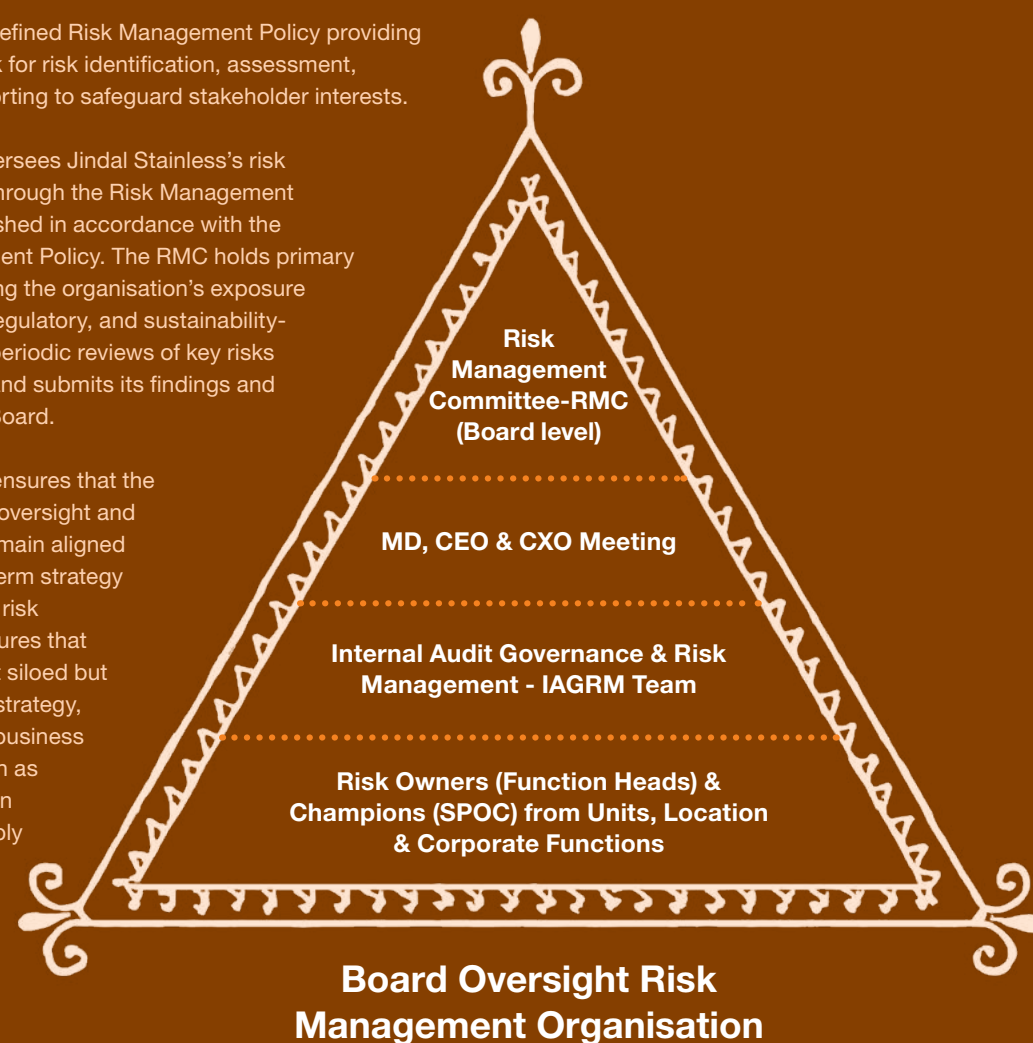 efined Risk Management Policy providing
k for risk identification, assessment,
orting to safeguard stakeholder interests.
ersees Jindal Stainless's risk
hrough the Risk Management
shed in accordance with the
ent Policy. The RMC holds primary
ng the organisation's exposure
egulatory, and sustainability-
periodic reviews of key risks
and submits its findings and
Board.
ensures that the
oversight and
main aligned
erm strategy
risk
ures that
t siloed but
strategy,
business
n as
n
ply
Risk
Management
Committee-RMC
(Board level)
MD, CEO & CXO Meeting
Internal Audit Governance & Risk
Management - IAGRM Team
Risk Owners (Function Heads) &
Champions (SPOC) from Units, Location
& Corporate Functions
Board Oversight Risk
Management Organisation